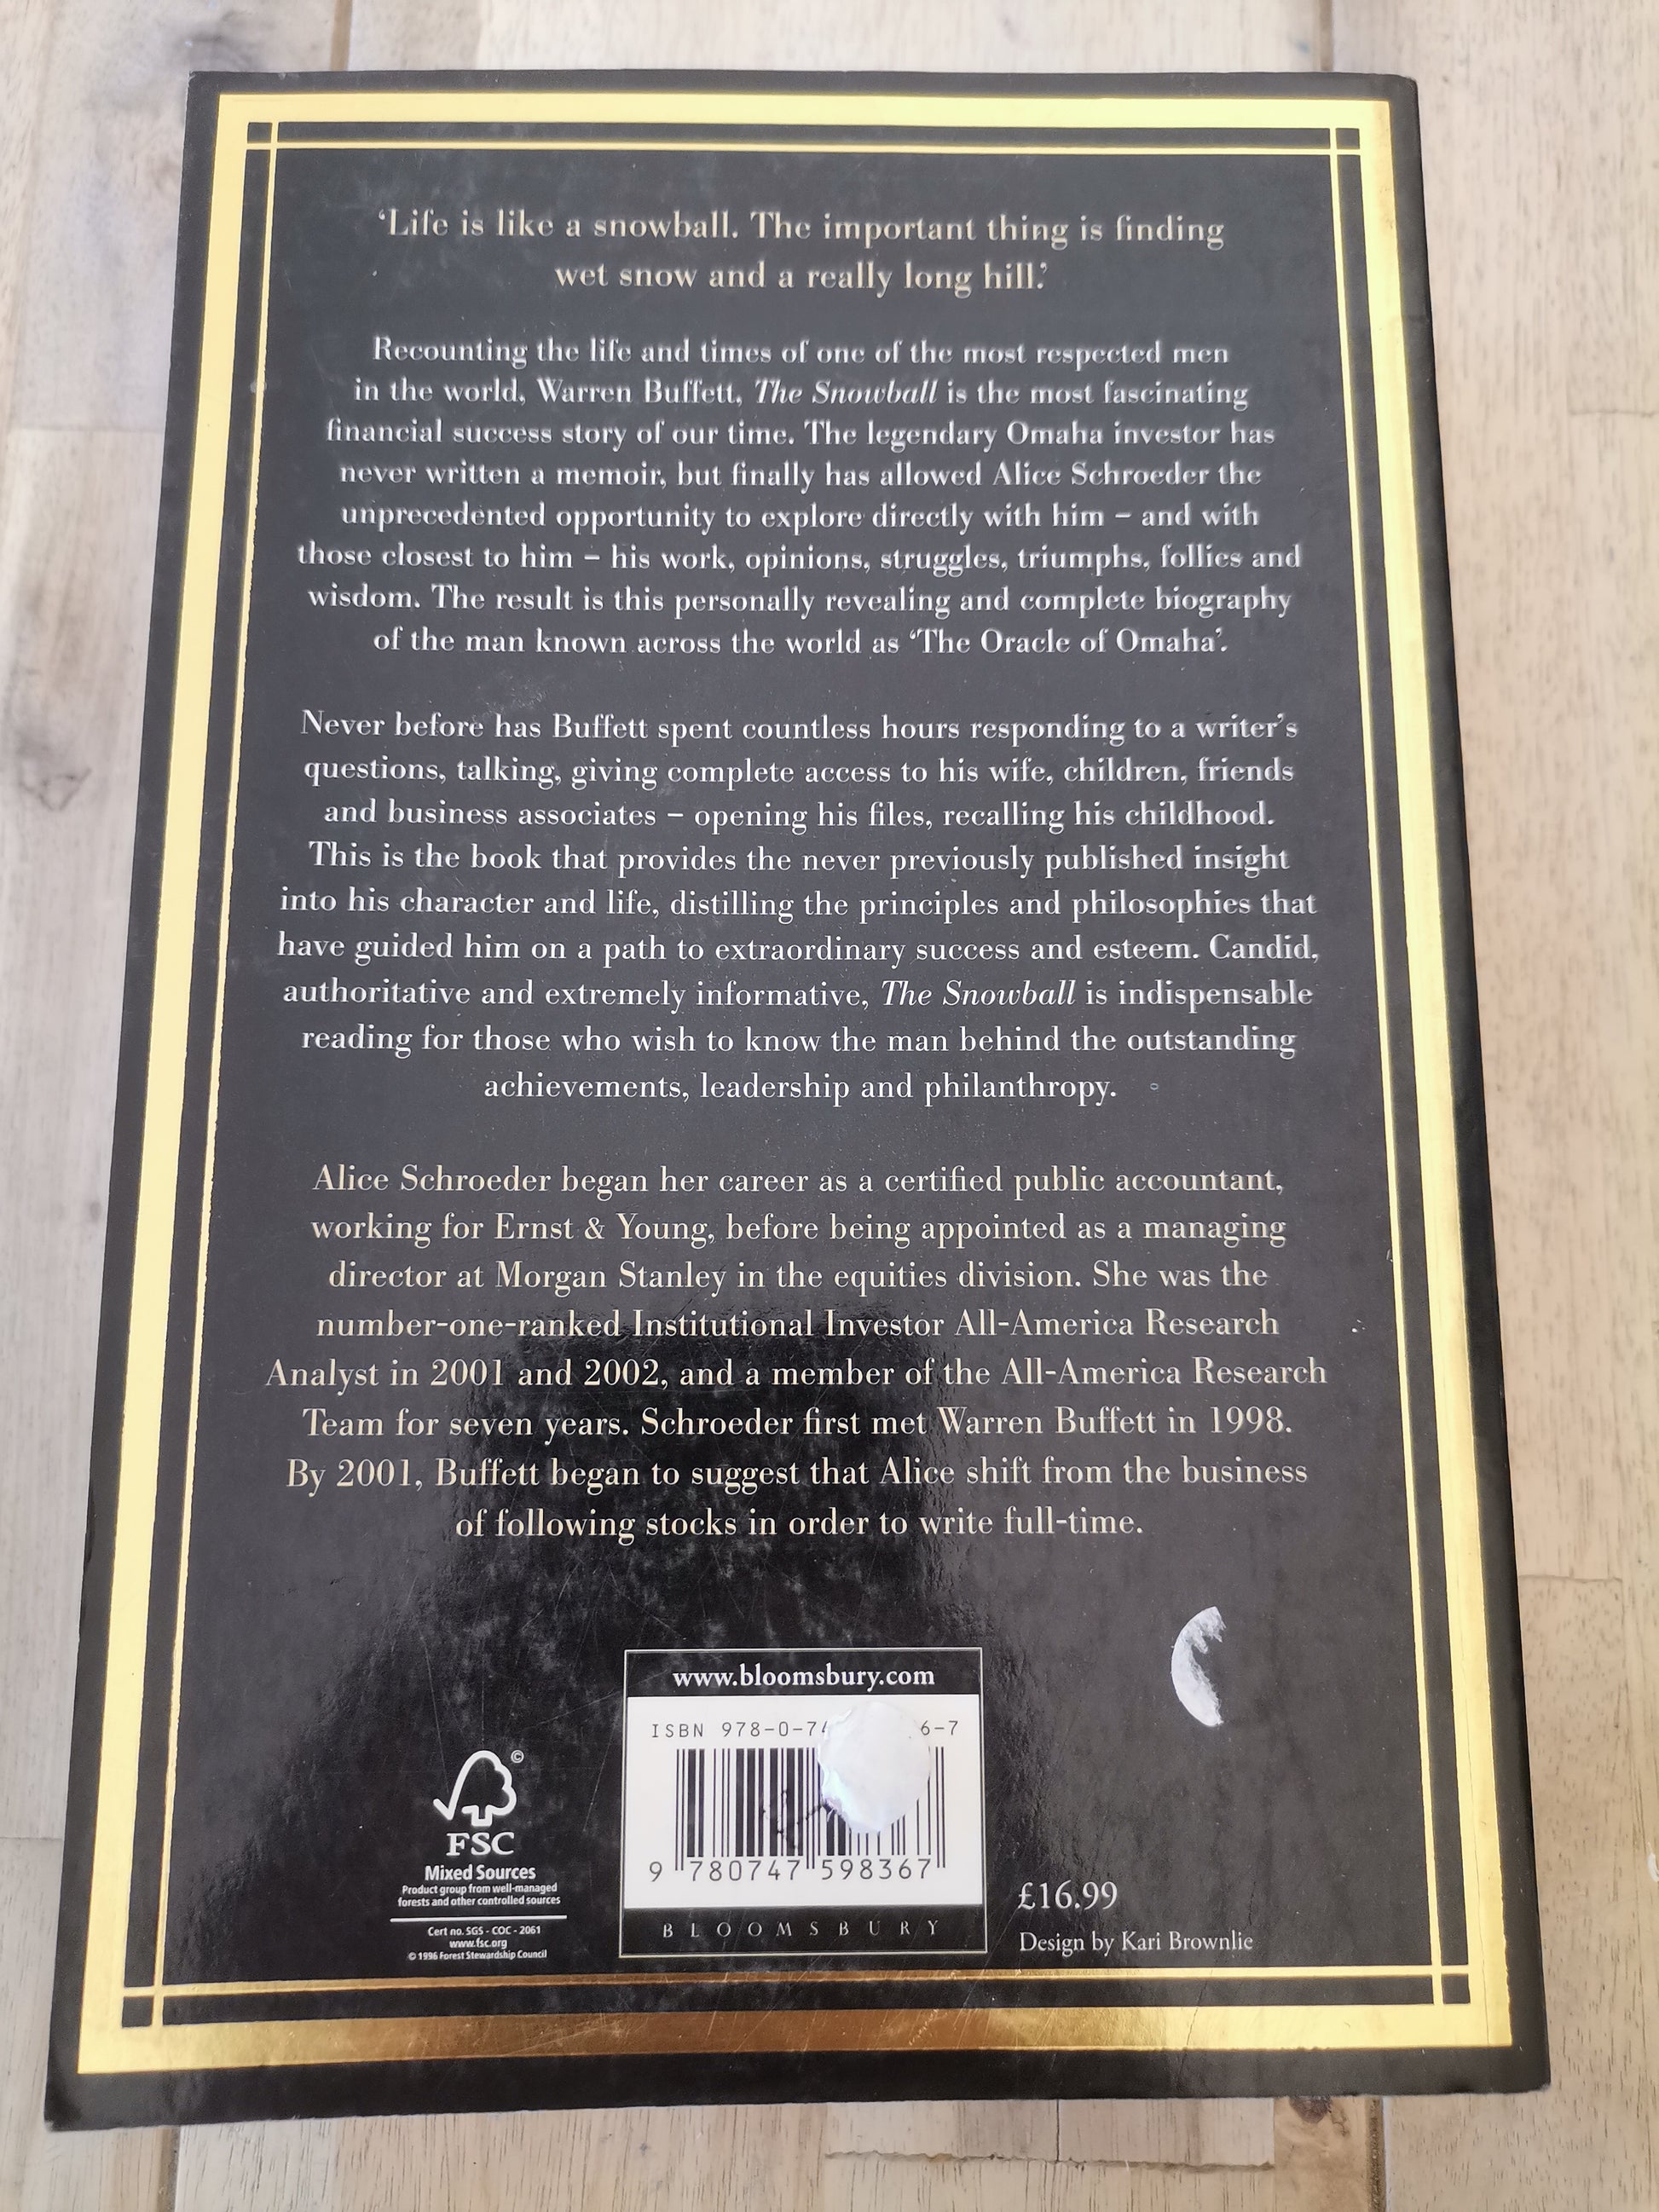 ‘Life is like a snowball. The important thing is finding
wet snow and a really long hill.’
Recounting the life and times of one of the most respected men
in the world, Warren Buffett, The Snowball is the most fascinating
financial success story of our time. The legendary Omaha investor has
never written a memoir, but finally has allowed Alice Schroeder the
unprecedented opportunity to explore directly with him – and with
those closest to him – his work, opinions, struggles, triumphs, follies and
wisdom. The result is this personally revealing and complete biography
of the man known across the world as ‘The Oracle of Omaha’.
Never before has Buffett spent countless hours responding to a writer’s
questions, talking, giving complete access to his wife, children, friends
and business associates – opening his files, recalling his childhood.
This is the book that provides the never previously published insight
into his character and life, distilling the principles and philosophies that
have guided him on a path to extraordinary success and esteem. Candid,
authoritative and extremely informative, The Snowball is indispensable
reading for those who wish to know the man behind the outstanding
achievements, leadership and philanthropy.
Alice Schroeder began her career as a certified public accountant,
working for Ernst & Young, before being appointed as a managing
director at Morgan Stanley in the equities division. She was the
number-one-ranked Institutional Investor All-America Research
Analyst in 2001 and 2002, and a member of the All-America Research
Team for seven years. Schroeder first met Warren Buffett in 1998.
By 2001, Buffett began to suggest that Alice shift from the business
of following stocks in order to write full-time.
www.bloomsbury.com
ISBN 978-0-7 6-7
9 780747 598367
BLOOMSBURY
©
FSC
Mixed Sources
Product group from well-managed
forests and other controlled sources
Cert no. SGS - COC - 2061
www.fsc.org
© 1996 Forest Stewardship Council
£16.99
Design by Kari Brownlie